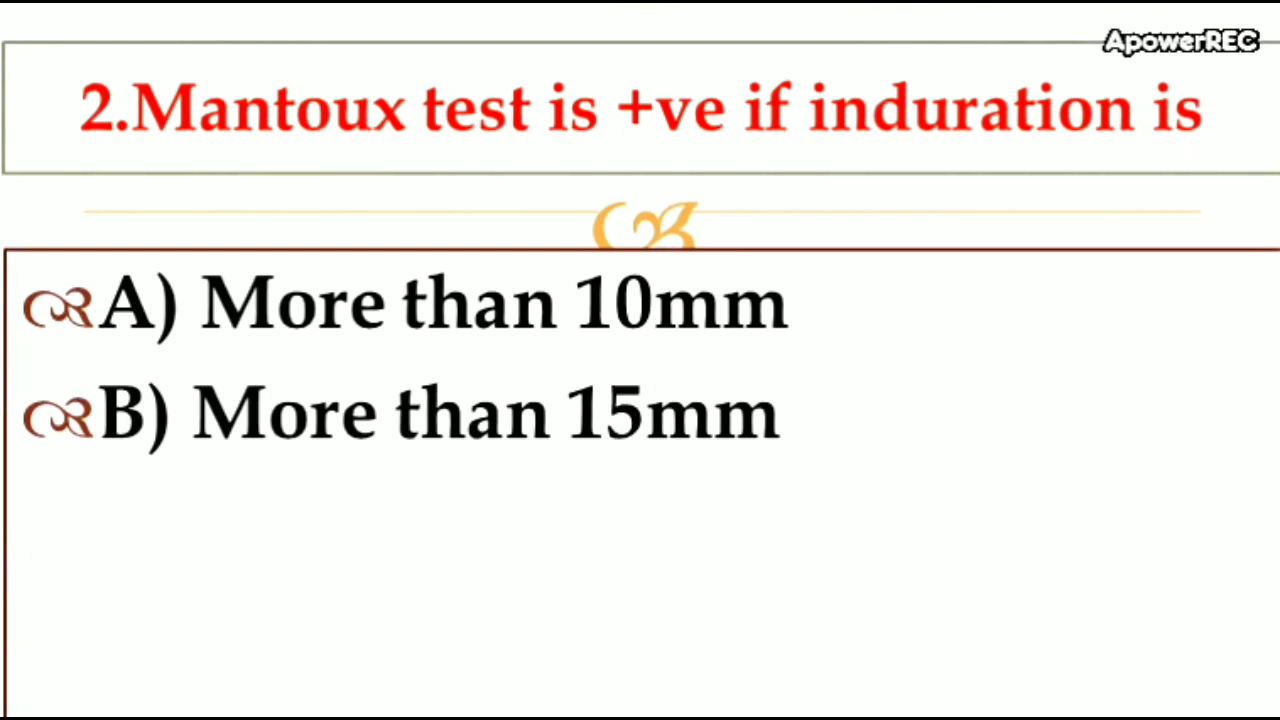 ApowerREC
2.Mantoux test is +ve if induration is
A) More than 10mm
B) More than 15mm